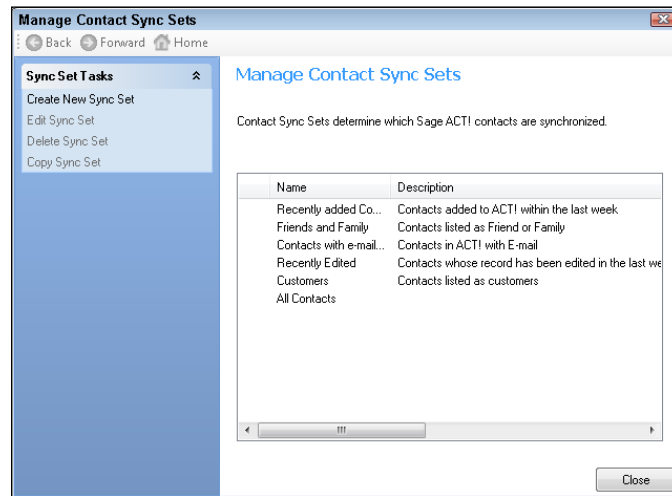 Manage Contact Sync Sets
Back Forward Home
Sync Set Tasks
Create New Sync Set
Edit Sync Set
Delete Sync Set
Copy Sync Set
Manage Contact Sync Sets
Contact Sync Sets determine which Sage ACT! contacts are synchronized.
Name Description
Recently added Co... Contacts added to ACT! within the last week
Friends and Family Contacts listed as Friend or Family
Contacts with e-mail... Contacts in ACT! with E-mail
Recently Edited Contacts whose record has been edited in the last we
Customers Contacts listed as customers
All Contacts
Close